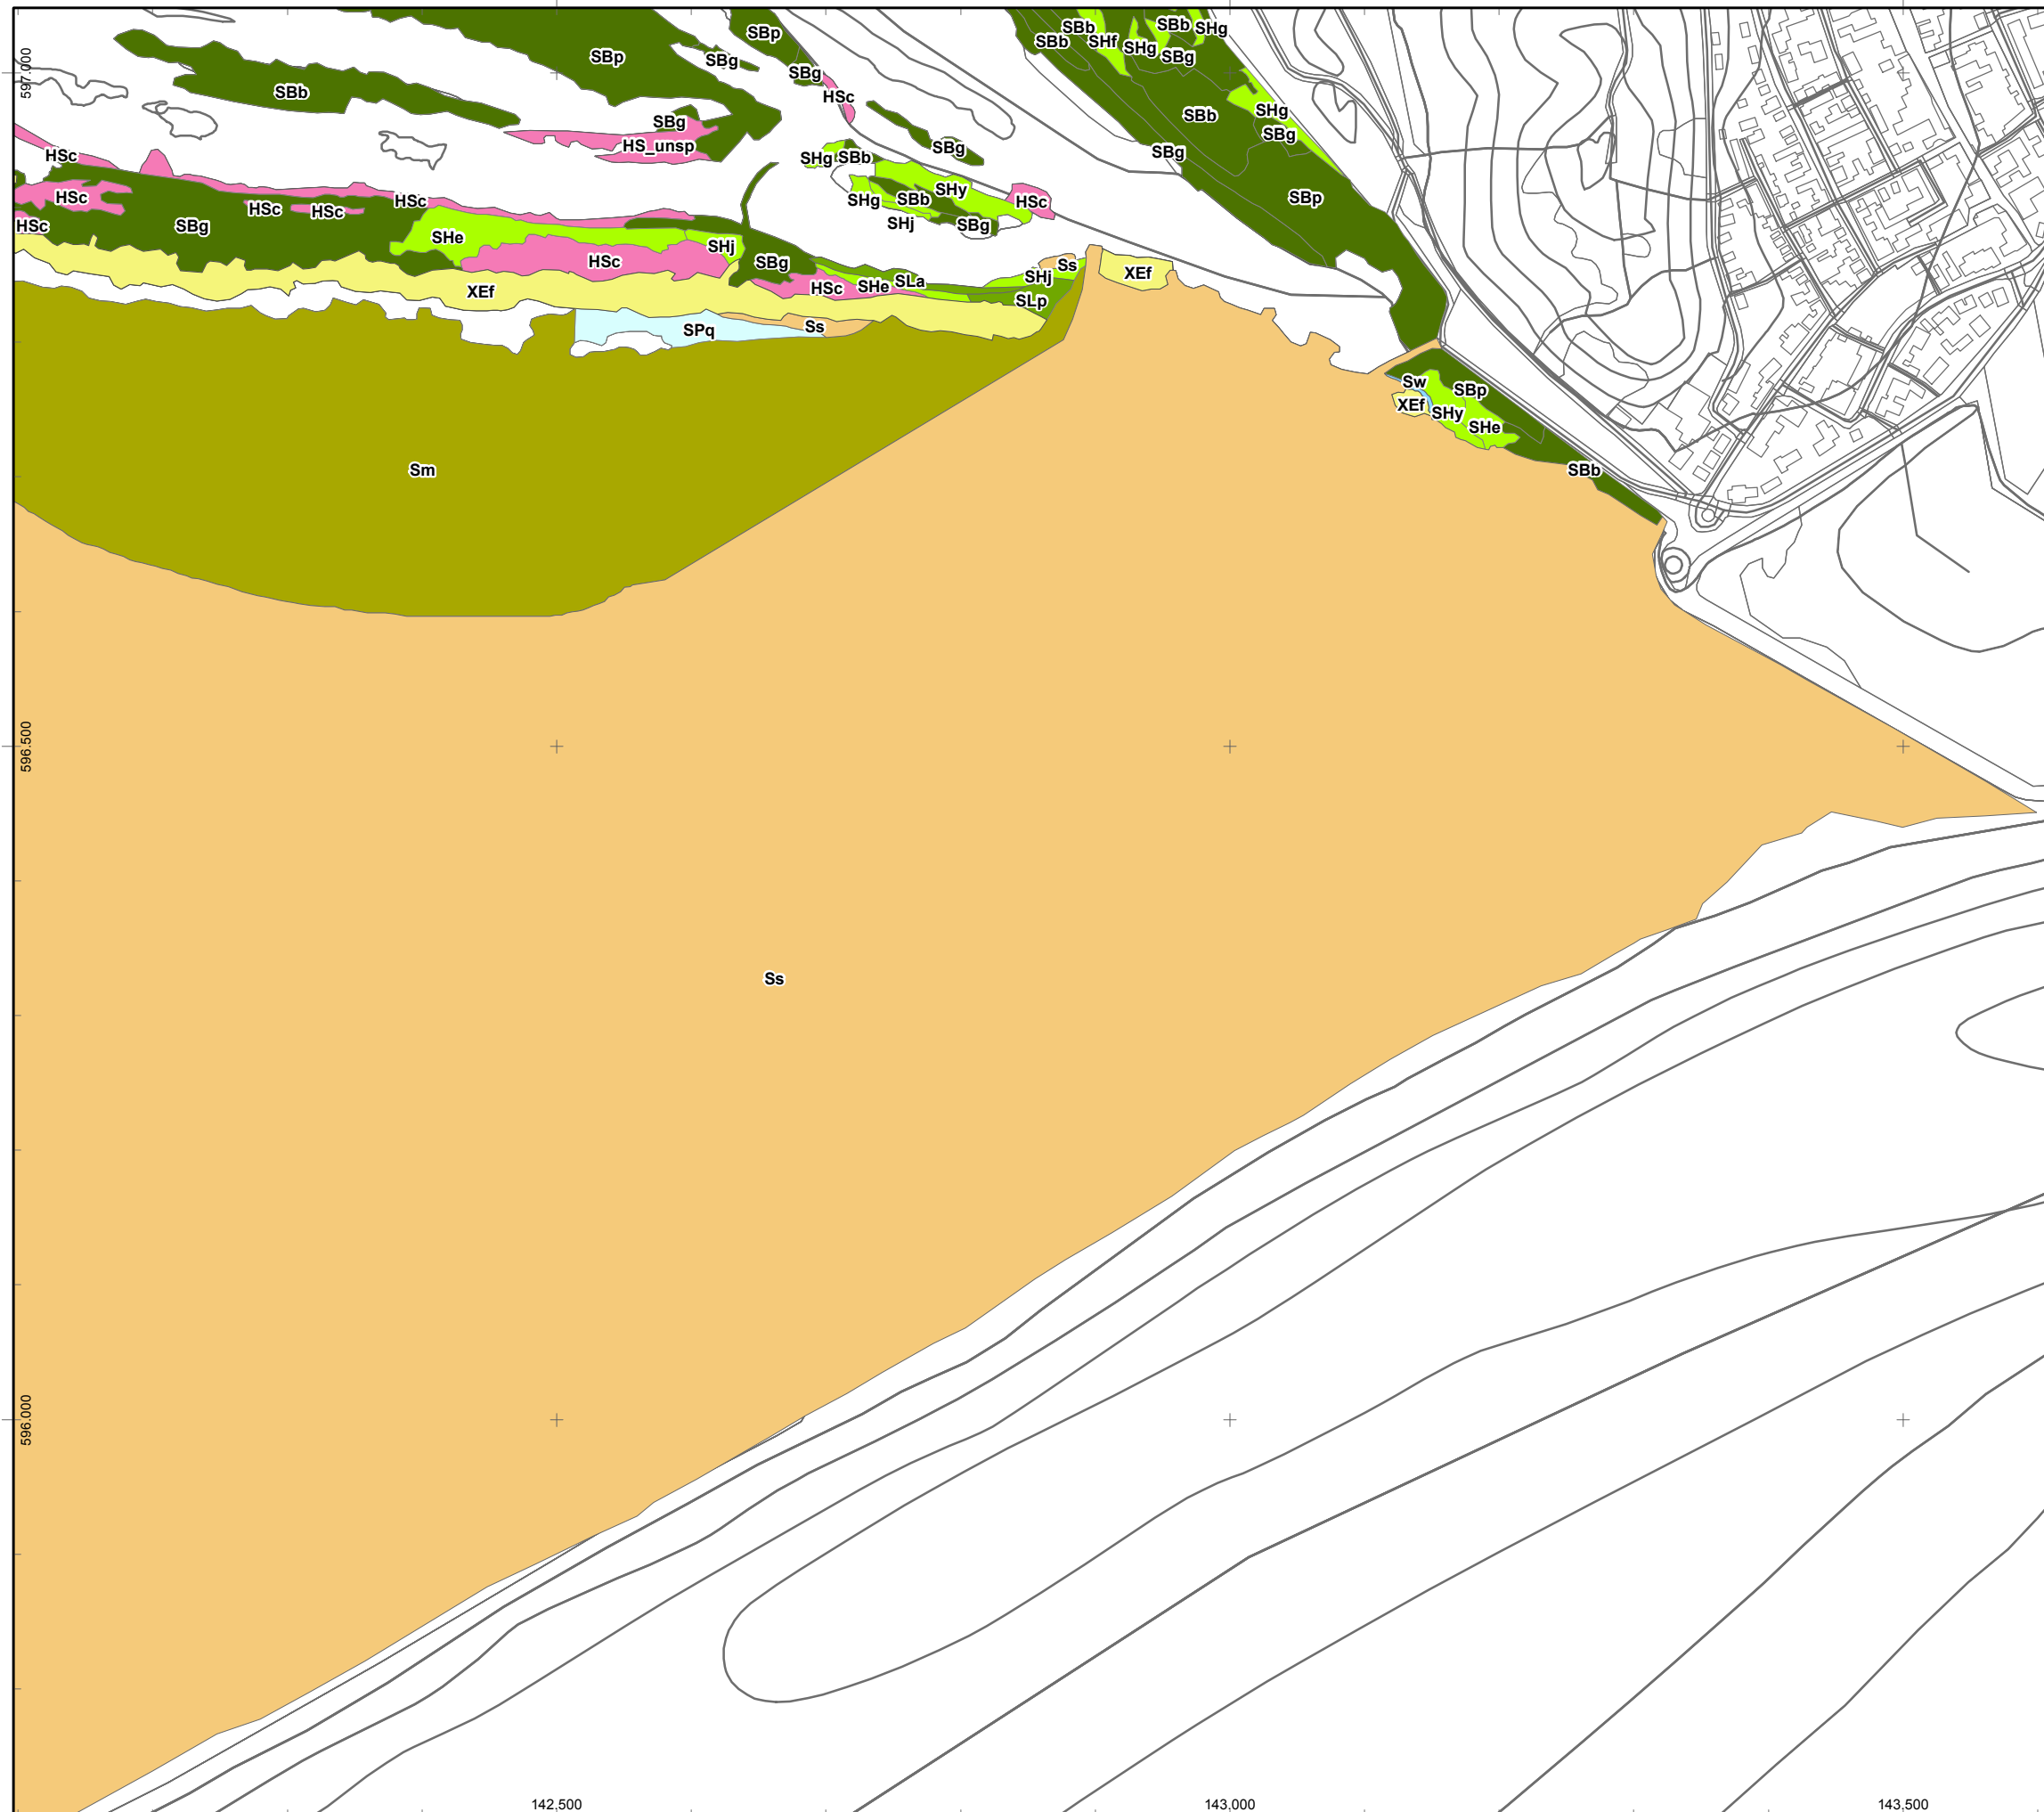 SBp
SBb
SBb
SHg
SBb
SHf
SHg
SBg
SBp
SBg
SBg
597.000
SBb
HSc
SBb
SHg
SBg
SBg
HS_unsp
SBg
SBg
HSc
SHg
SBb
HSc
SHy
SBp
HSc
HSc
HSc
SHg
SBb
HSc
HSc
SBg
SHj
SBg
SHe
SHj
HSc
SBg
Ss
XEf
SHj
XEf
HSc
SHe
SLa
SLp
SPq
Ss
Sw
SBp
XEf
SHy
SHe
Sm
SBb
596.500
Ss
596.000
142,500
143,000
143,500